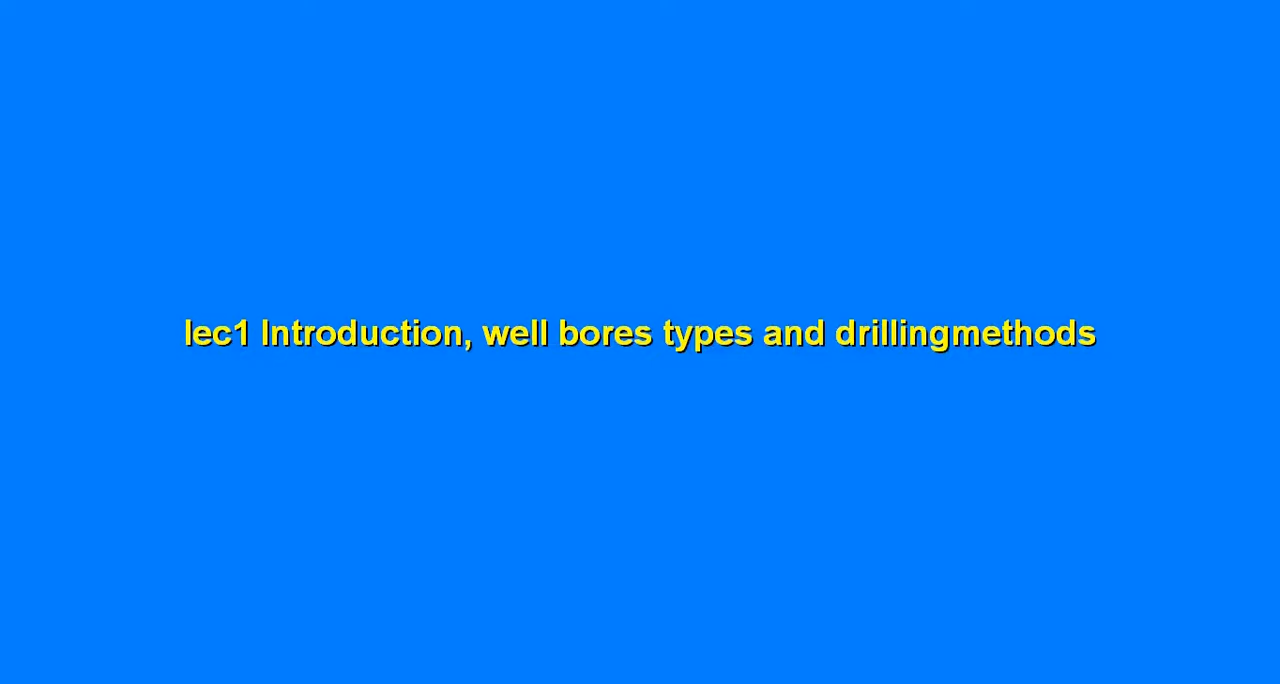 lec1 Introduction, well bores types and drillingmethods